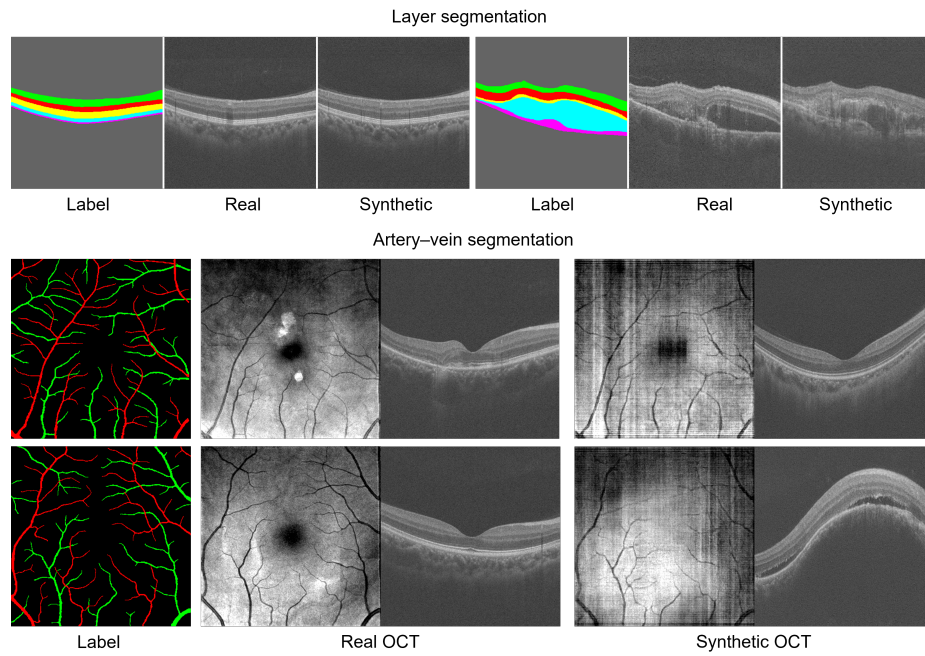 Layer segmentation
Label
Real
Synthetic
Label
Real
Synthetic
Artery–vein segmentation
Label
Real OCT
Synthetic OCT